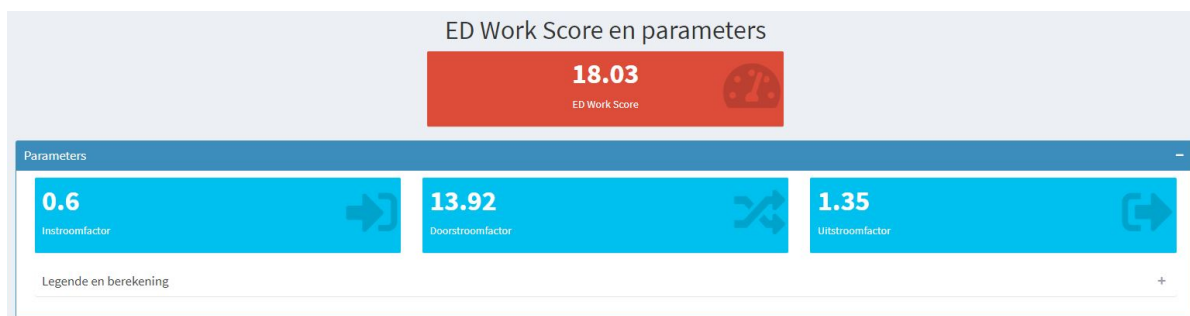 ED Work Score en parameters
18.03
ED Work Score
Parameters
0.6
Instroomfactor
13.92
Doorstroomfactor
1.35
Uitstroomfactor
Legende en berekening